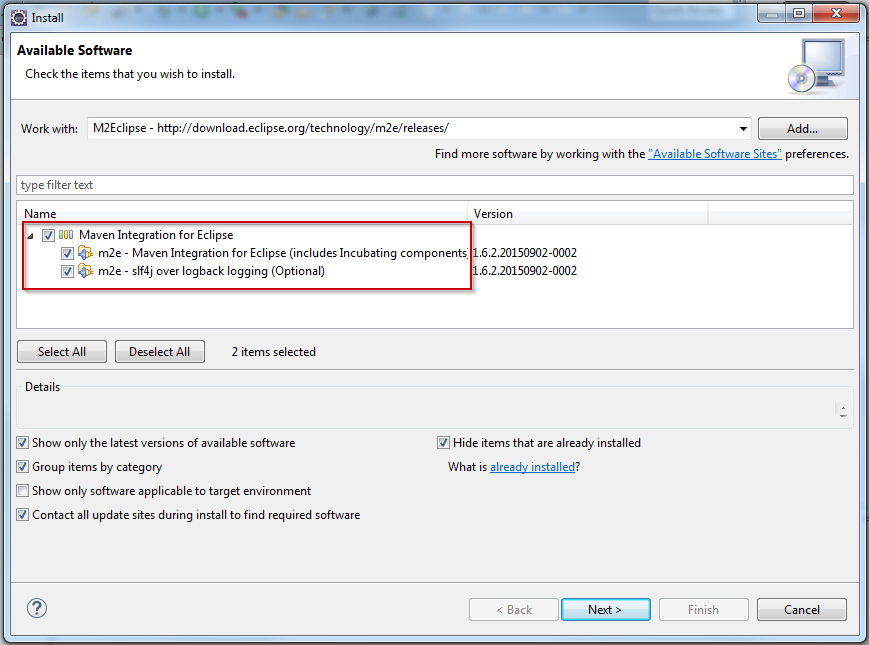 Install
Available Software
Check the items that you wish to install.
Work with: M2Eclipse - http://download.eclipse.org/technology/m2e/releases/ Add...
Find more software by working with the "Available Software Sites" preferences.
type filter text
Name Version
Maven Integration for Eclipse
m2e - Maven Integration for Eclipse (includes Incubating components 1.6.2.20150902-0002
m2e - slf4j over logback logging (Optional) 1.6.2.20150902-0002
Select All Deselect All 2 items selected
Details
Show only the latest versions of available software Hide items that are already installed
Group items by category What is already installed?
Show only software applicable to target environment
Contact all update sites during install to find required software
? < Back Next > Finish Cancel